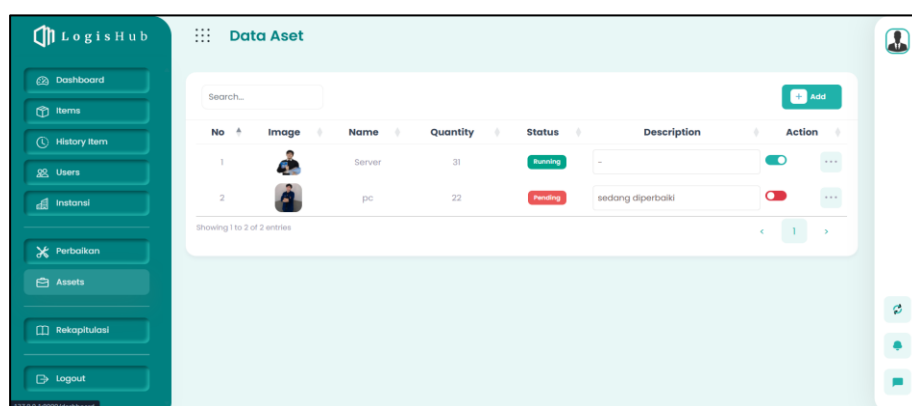 LogisHub
Data Aset
Dashboard
Items
History Item
Users
Instansi
Perbaikan
Assets
Rekapitulasi
Logout
Search...
+ Add
No Image Name Quantity Status Description Action
1 Server 31 Running -
2 pc 22 Pending sedang diperbaiki
Showing 1 to 2 of 2 entries
< 1 >